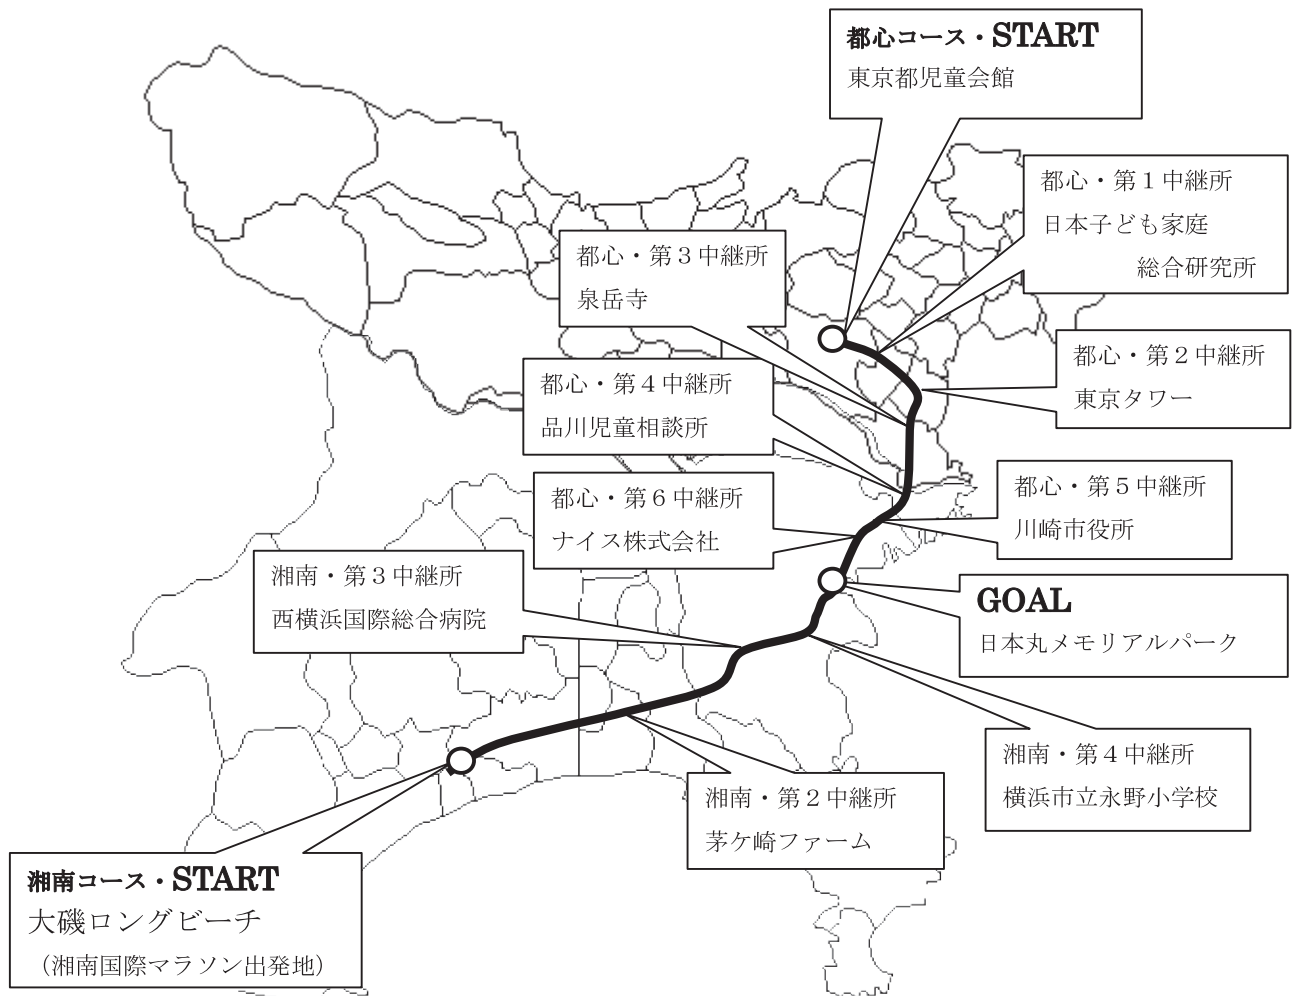 都心コース・START
東京都児童会館
都心・第１中継所
日本子ども家庭
総合研究所
都心・第２中継所
東京タワー
都心・第３中継所
泉岳寺
都心・第４中継所
品川児童相談所
都心・第５中継所
川崎市役所
都心・第６中継所
ナイス株式会社
GOAL
日本丸メモリアルパーク
湘南・第３中継所
西横浜国際総合病院
湘南・第４中継所
横浜市立永野小学校
湘南・第２中継所
茅ケ崎ファーム
湘南コース・START
大磯ロングビーチ
（湘南国際マラソン出発地）